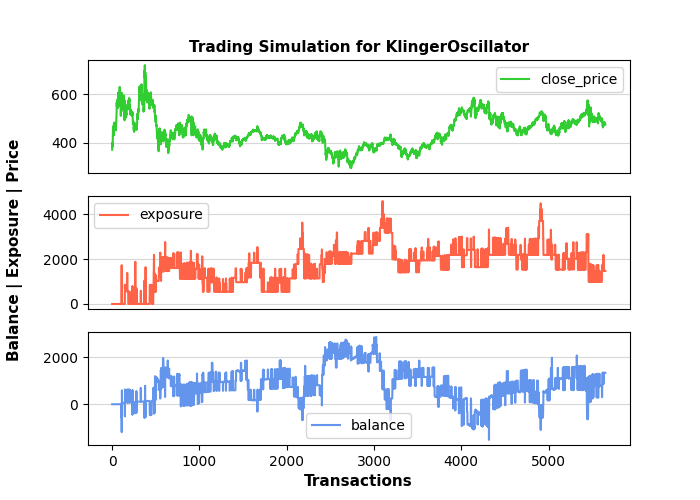 Trading Simulation for KlingerOscillator
close_price
600
400
exposure
4000
2000
0
balance
2000
0
0 1000 2000 3000 4000 5000
Transactions
Balance | Exposure | Price